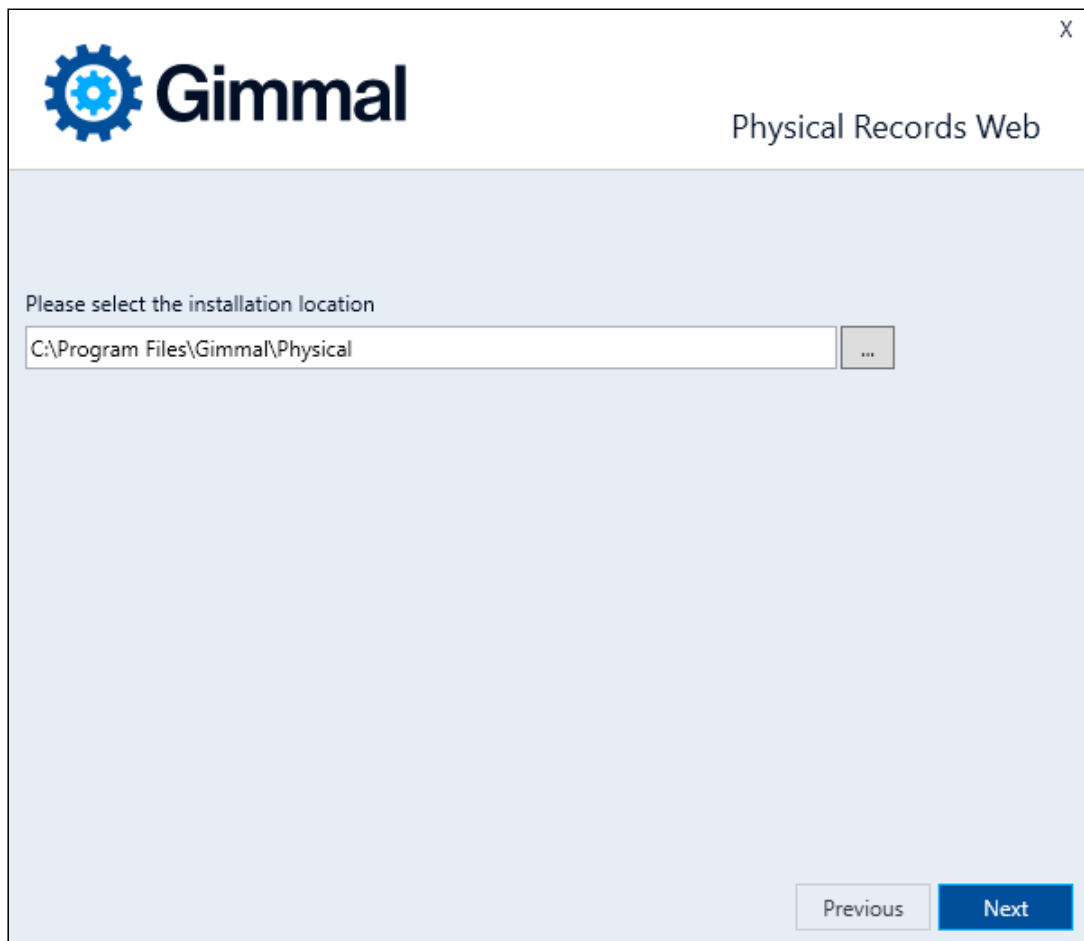 X
Gimmal
Physical Records Web
Please select the installation location
C:\Program Files\Gimmal\Physical
...
Previous
Next